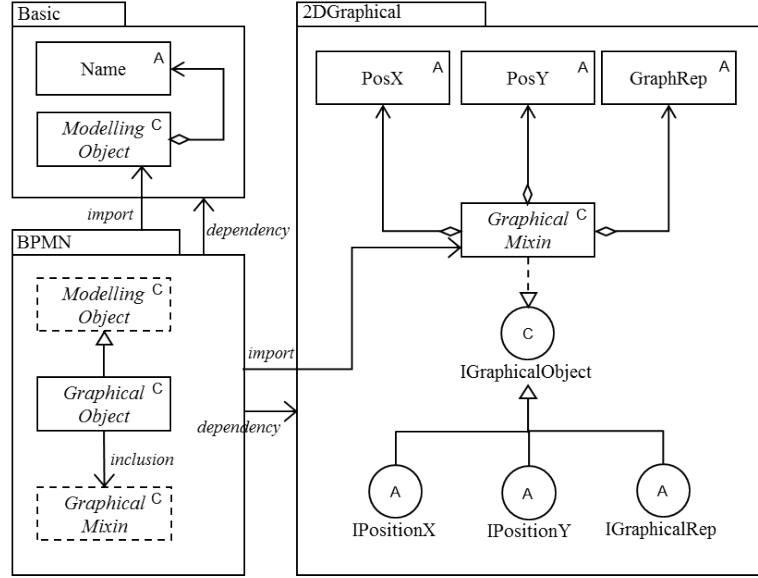 Basic
Name A
Modelling C
Object
import
dependency
BPMN
Modelling C
Object
Graphical C
Object
inclusion
Graphical C
Mixin
import
dependency
2DGraphical
PosX A
PosY A
GraphRep A
Graphical C
Mixin
C
IGraphicalObject
A
IPositionX
A
IPositionY
A
IGraphicalRep